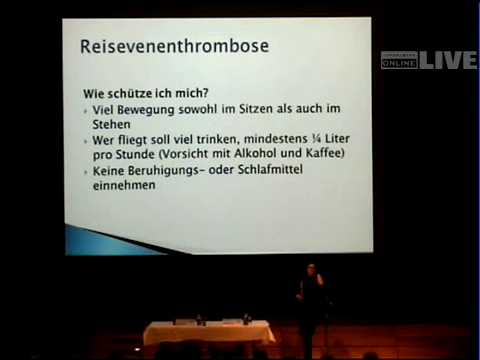 Reisevenenthrombose
Wie schütze ich mich?
Viel Bewegung sowohl im Sitzen als auch im
Stehen
Wer fliegt soll viel trinken, mindestens ¼ Liter
pro Stunde (Vorsicht mit Alkohol und Kaffee)
Keine Beruhigungs- oder Schlafmittel
einnehmen
ONLINE
LIVE